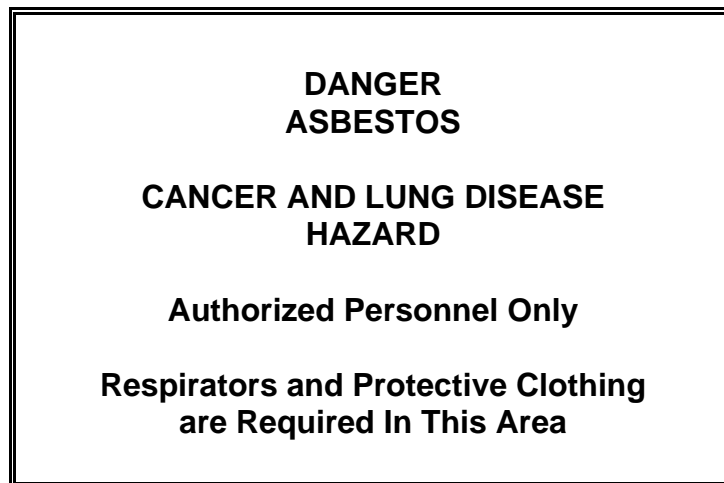 DANGER
ASBESTOS
CANCER AND LUNG DISEASE
HAZARD
Authorized Personnel Only
Respirators and Protective Clothing
are Required In This Area